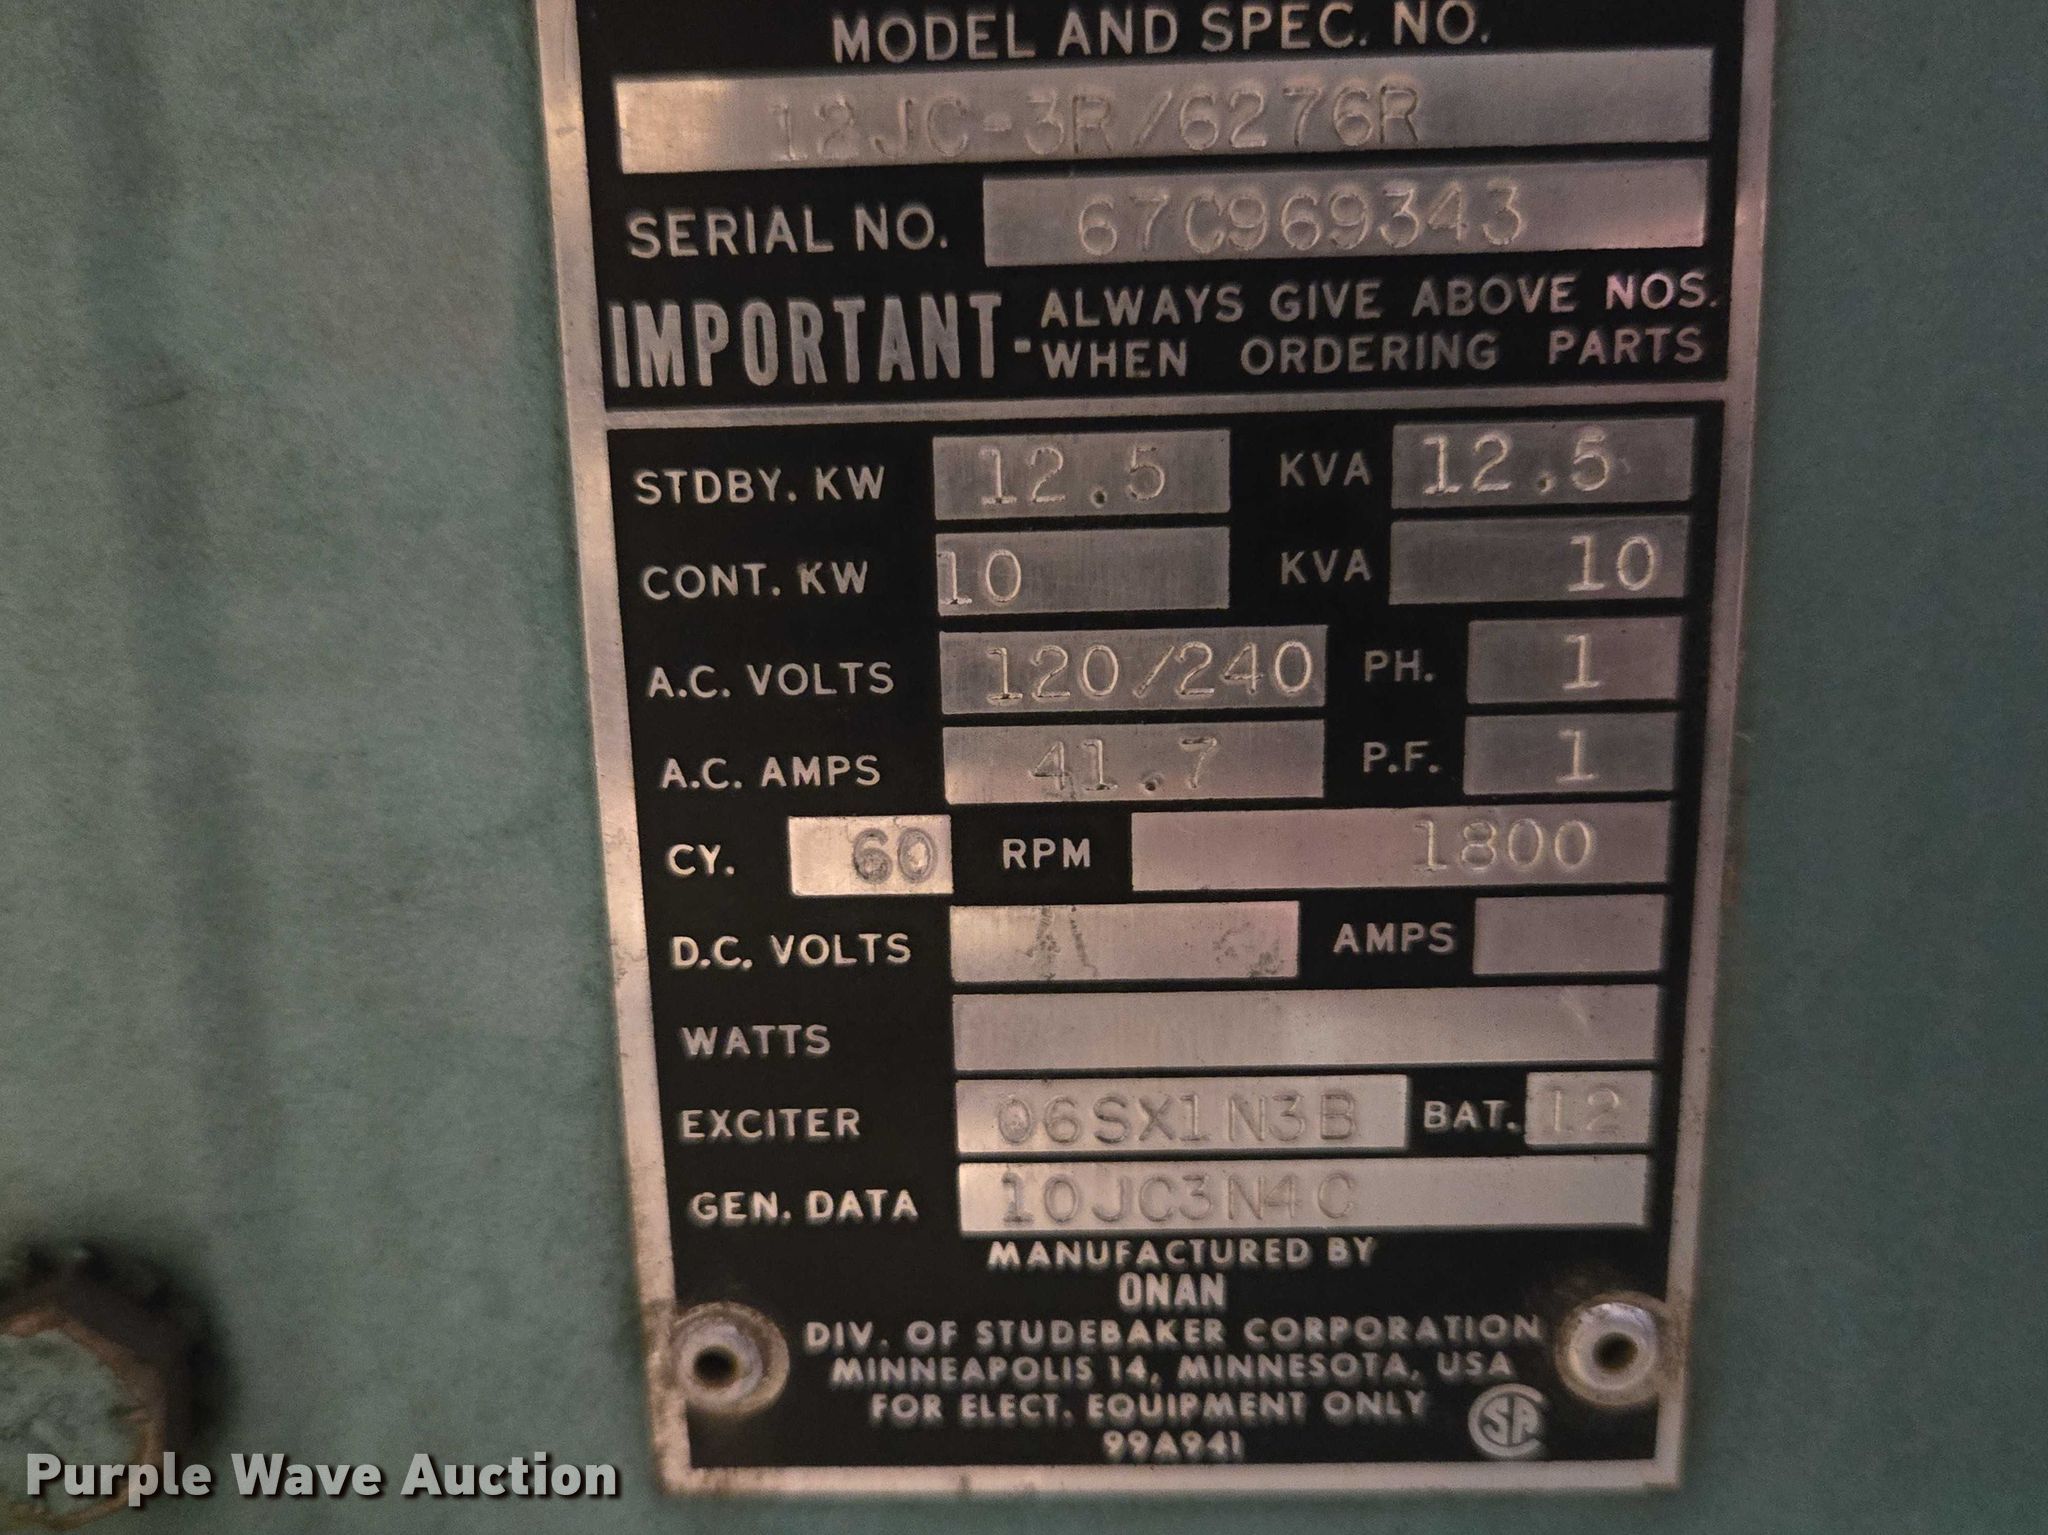 MODEL AND SPEC. NO.
12JC-3R/6276R
SERIAL NO. 67C969343
IMPORTANT- ALWAYS GIVE ABOVE NOS.
WHEN ORDERING PARTS
STDBY. KW 12.5 KVA 12.5
CONT. KW 10 KVA 10
A.C. VOLTS 120/240 PH. 1
A.C. AMPS 41.7 P.F. 1
CY. 60 RPM 1800
D.C. VOLTS AMPS
WATTS
EXCITER 06SX1N3B BAT. 12
GEN. DATA 10JC3N4C
MANUFACTURED BY
ONAN
DIV. OF STUDEBAKER CORPORATION
MINNEAPOLIS 14, MINNESOTA, USA
FOR ELECT. EQUIPMENT ONLY
99A941 SA
Purple Wave Auction